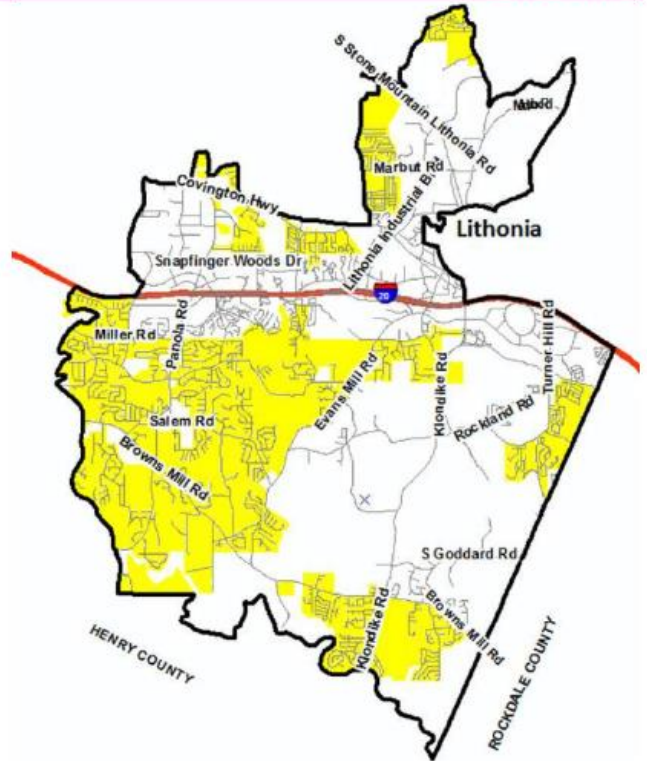 S Stone Mountain Lithonia Rd
Marbut Rd
Covington Hwy
Lithonia Industrial Blvd
Lithonia
Snapfinger Woods Dr
20
Miller Rd
Panola Rd
Turner Hill Rd
Evans Mill Rd
Klondike Rd
Rockland Rd
Salem Rd
Browns Mill Rd
S Goddard Rd
Klondike Rd
Browns Mill Rd
HENRY COUNTY
ROCKDALE COUNTY